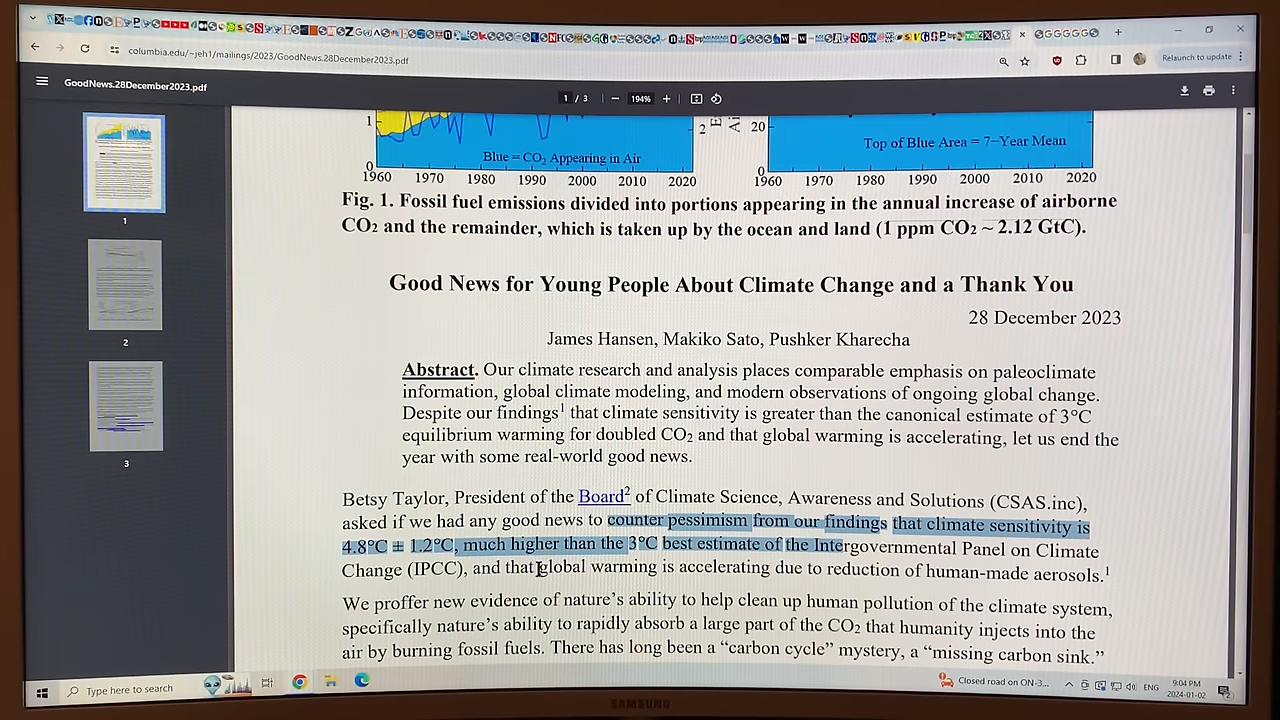 columbia.edu/~jeh1/mailings/2023/GoodNews.28December2023.pdf
Relaunch to update
GoodNews.28December2023.pdf
1 / 3
194%
1
0
Blue = CO₂ Appearing in Air
2
20
0
Top of Blue Area = 7−Year Mean
1960 1970 1980 1990 2000 2010 2020
1960 1970 1980 1990 2000 2010 2020
Fig. 1. Fossil fuel emissions divided into portions appearing in the annual increase of airborne
CO₂ and the remainder, which is taken up by the ocean and land (1 ppm CO₂ ~ 2.12 GtC).
Good News for Young People About Climate Change and a Thank You
28 December 2023
James Hansen, Makiko Sato, Pushker Kharecha
Abstract. Our climate research and analysis places comparable emphasis on paleoclimate
information, global climate modeling, and modern observations of ongoing global change.
Despite our findings¹ that climate sensitivity is greater than the canonical estimate of 3°C
equilibrium warming for doubled CO₂ and that global warming is accelerating, let us end the
year with some real-world good news.
Betsy Taylor, President of the Board² of Climate Science, Awareness and Solutions (CSAS.inc),
asked if we had any good news to counter pessimism from our findings that climate sensitivity is
4.8°C ± 1.2°C, much higher than the 3°C best estimate of the Intergovernmental Panel on Climate
Change (IPCC), and that global warming is accelerating due to reduction of human-made aerosols.¹
We proffer new evidence of nature's ability to help clean up human pollution of the climate system,
specifically nature's ability to rapidly absorb a large part of the CO₂ that humanity injects into the
air by burning fossil fuels. There has long been a “carbon cycle” mystery, a “missing carbon sink.”
1
2
3
Type here to search
Closed road on ON-3...
ENG
9:04 PM
2024-01-02
SAMSUNG